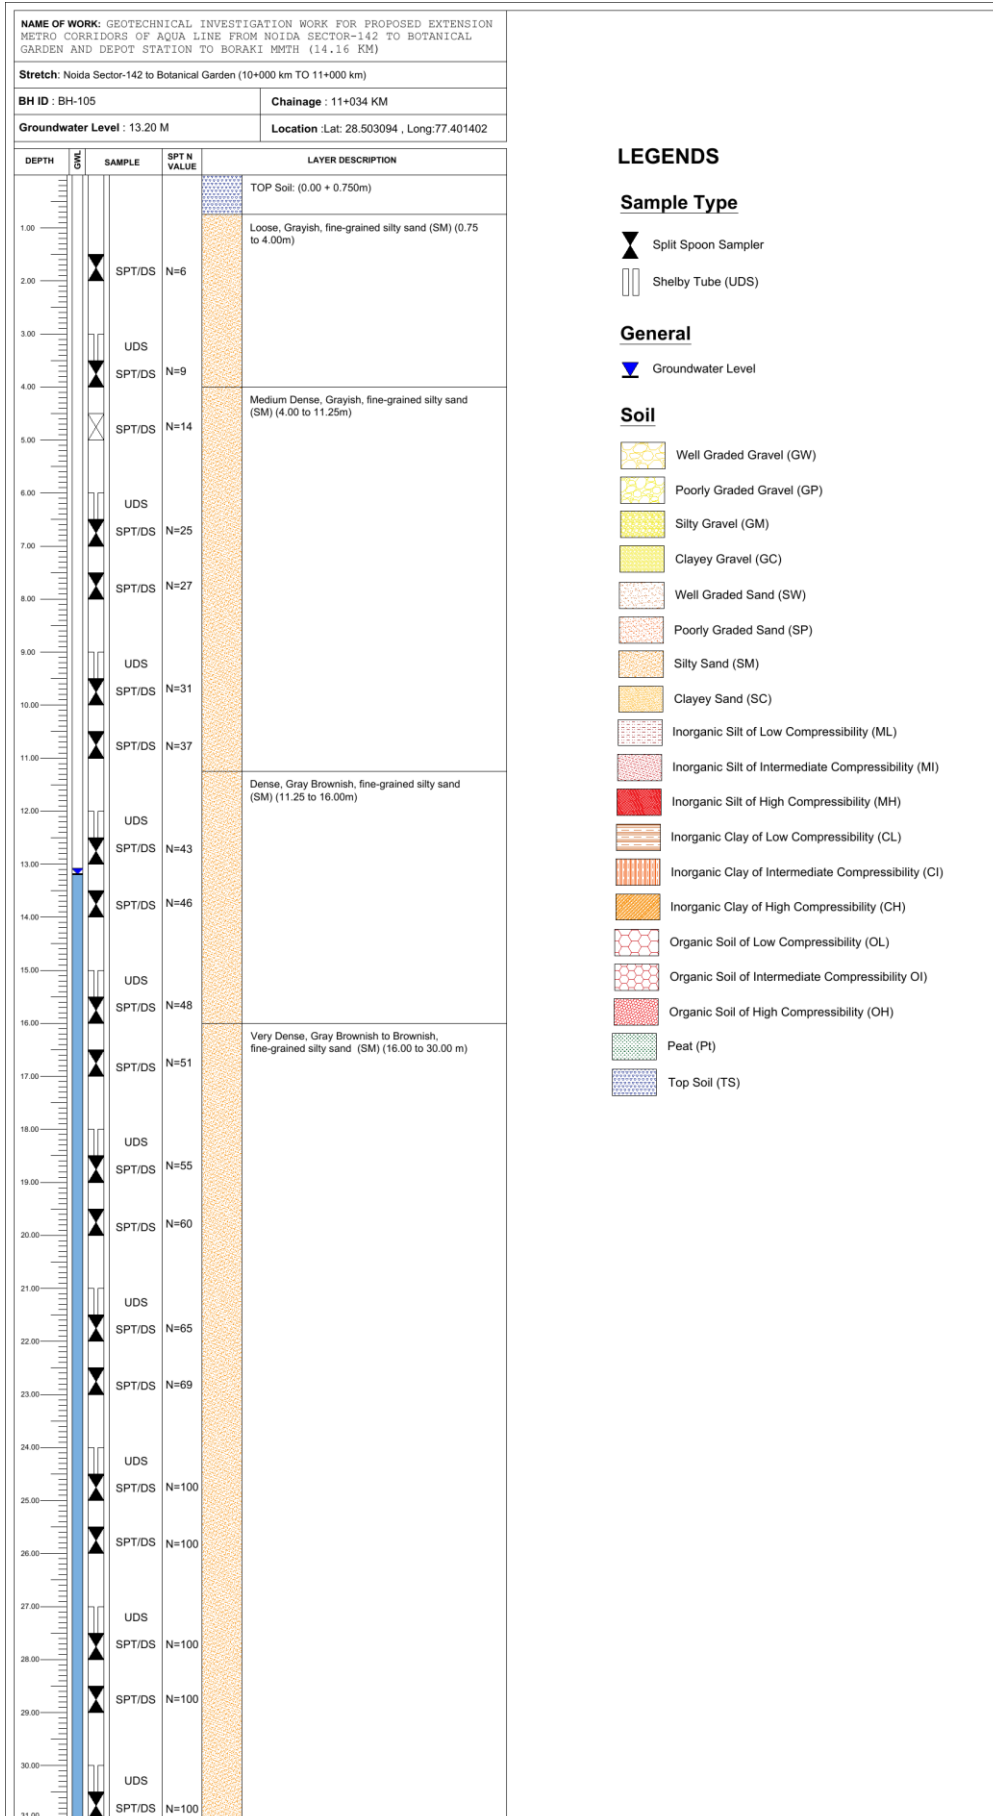 NAME OF WORK: GEOTECHNICAL INVESTIGATION WORK FOR PROPOSED EXTENSION
METRO CORRIDORS OF AQUA LINE FROM NOIDA SECTOR-142 TO BOTANICAL
GARDEN AND DEPOT STATION TO BORAKI MMTH (14.16 KM)
Stretch: Noida Sector-142 to Botanical Garden (10+000 km TO 11+000 km)
BH ID : BH-105
Chainage : 11+034 KM
Groundwater Level : 13.20 M
Location :Lat: 28.503094 , Long:77.401402
DEPTH GWL SAMPLE SPT N VALUE LAYER DESCRIPTION
TOP Soil: (0.00 + 0.750m)
1.00
Loose, Grayish, fine-grained silty sand (SM) (0.75
to 4.00m)
SPT/DS N=6
2.00
3.00
UDS
SPT/DS N=9
4.00
Medium Dense, Grayish, fine-grained silty sand
(SM) (4.00 to 11.25m)
SPT/DS N=14
5.00
6.00
UDS
SPT/DS N=25
7.00
SPT/DS N=27
8.00
9.00
UDS
SPT/DS N=31
10.00
SPT/DS N=37
11.00
Dense, Gray Brownish, fine-grained silty sand
(SM) (11.25 to 16.00m)
12.00
UDS
SPT/DS N=43
13.00
SPT/DS N=46
14.00
15.00
UDS
SPT/DS N=48
16.00
Very Dense, Gray Brownish to Brownish,
fine-grained silty sand (SM) (16.00 to 30.00 m)
SPT/DS N=51
17.00
18.00
UDS
SPT/DS N=55
19.00
SPT/DS N=60
20.00
21.00
UDS
SPT/DS N=65
22.00
SPT/DS N=69
23.00
24.00
UDS
SPT/DS N=100
25.00
SPT/DS N=100
26.00
27.00
UDS
SPT/DS N=100
28.00
SPT/DS N=100
29.00
30.00
UDS
SPT/DS N=100
31.00
LEGENDS
Sample Type
Split Spoon Sampler
Shelby Tube (UDS)
General
Groundwater Level
Soil
Well Graded Gravel (GW)
Poorly Graded Gravel (GP)
Silty Gravel (GM)
Clayey Gravel (GC)
Well Graded Sand (SW)
Poorly Graded Sand (SP)
Silty Sand (SM)
Clayey Sand (SC)
Inorganic Silt of Low Compressibility (ML)
Inorganic Silt of Intermediate Compressibility (MI)
Inorganic Silt of High Compressibility (MH)
Inorganic Clay of Low Compressibility (CL)
Inorganic Clay of Intermediate Compressibility (CI)
Inorganic Clay of High Compressibility (CH)
Organic Soil of Low Compressibility (OL)
Organic Soil of Intermediate Compressibility OI)
Organic Soil of High Compressibility (OH)
Peat (Pt)
Top Soil (TS)